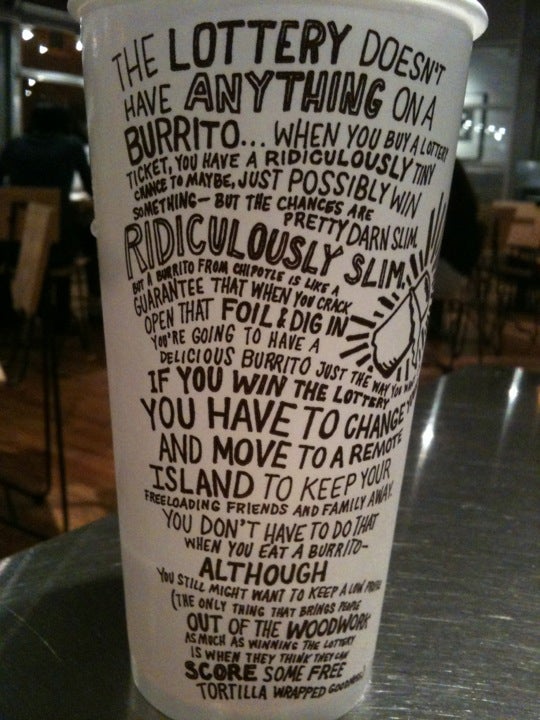 THE LOTTERY DOESN'T
HAVE ANYTHING ON A
BURRITO... WHEN YOU BUY A LOTTERY
TICKET, YOU HAVE A RIDICULOUSLY TINY
CHANCE TO MAYBE, JUST POSSIBLY WIN
SOMETHING— BUT THE CHANCES ARE
PRETTY DARN SLIM.
RIDICULOUSLY SLIM.
BUT A BURRITO FROM CHIPOTLE IS LIKE A
GUARANTEE THAT WHEN YOU CRACK
OPEN THAT FOIL & DIG IN
YOU'RE GOING TO HAVE A
DELICIOUS BURRITO JUST THE WAY YOU
IF YOU WIN THE LOTTERY
YOU HAVE TO CHANGE
AND MOVE TO A REMOTE
ISLAND TO KEEP YOUR
FREELOADING FRIENDS AND FAMILY AWAY.
YOU DON'T HAVE TO DO THAT
WHEN YOU EAT A BURRITO—
ALTHOUGH
YOU STILL MIGHT WANT TO KEEP A LOW
(THE ONLY THING THAT BRINGS PEOPLE
OUT OF THE WOODWORK
AS MUCH AS WINNING THE LOTTERY
IS WHEN THEY THINK THEY CAN
SCORE SOME FREE
TORTILLA WRAPPED